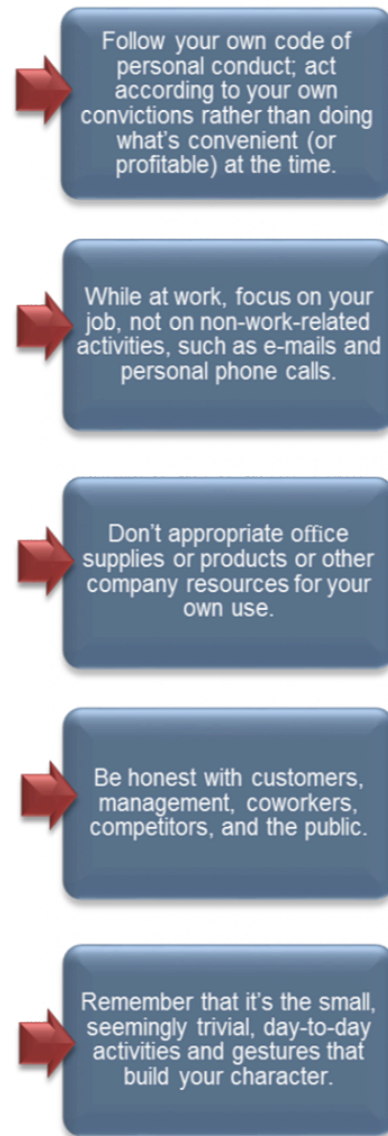 Follow your own code of
personal conduct; act
according to your own
convictions rather than doing
what's convenient (or
profitable) at the time.
While at work, focus on your
job, not on non-work-related
activities, such as e-mails and
personal phone calls.
Don't appropriate office
supplies or products or other
company resources for your
own use.
Be honest with customers,
management, coworkers,
competitors, and the public.
Remember that it's the small,
seemingly trivial, day-to-day
activities and gestures that
build your character.